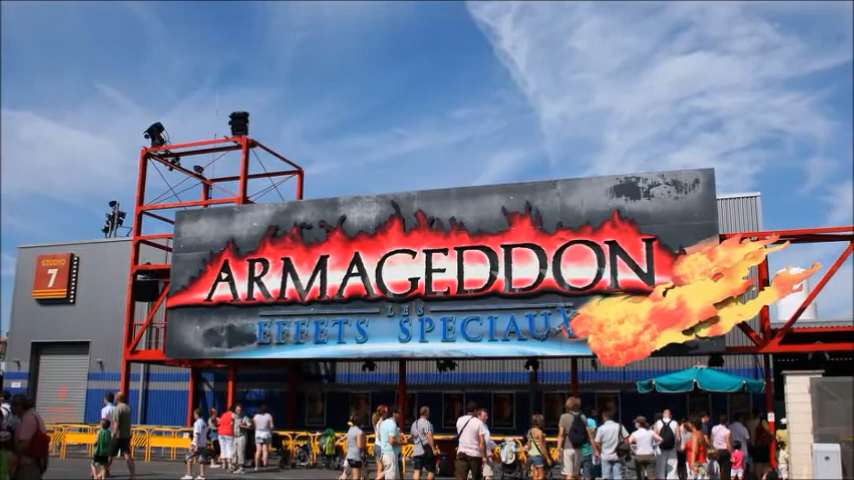 STUDIO
7
ARMAGEDDON
LES
EFFETS SPECIAUX